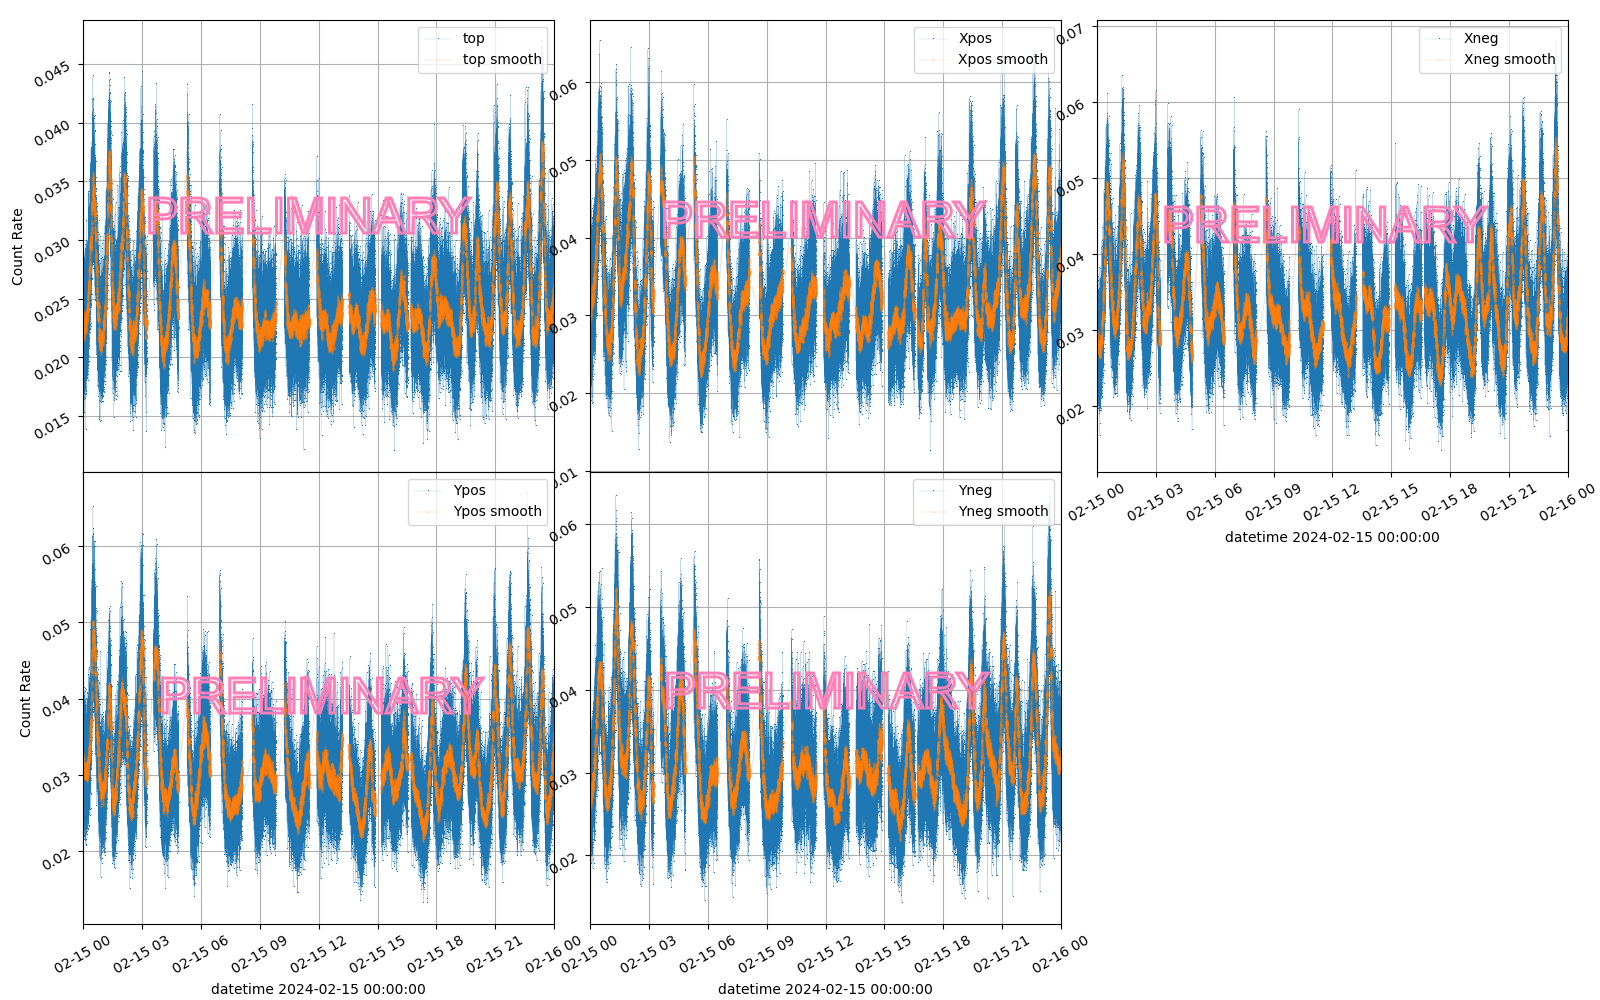 top
top smooth
0.045
0.040
0.035
0.030
0.025
0.020
0.015
Count Rate
PRELIMINARY
Xpos
Xpos smooth
0.06
0.05
0.04
0.03
0.02
0.01
PRELIMINARY
Xneg
Xneg smooth
0.07
0.06
0.05
0.04
0.03
0.02
PRELIMINARY
02-15 00
02-15 03
02-15 06
02-15 09
02-15 12
02-15 15
02-15 18
02-15 21
02-16 00
datetime 2024-02-15 00:00:00
Ypos
Ypos smooth
0.06
0.05
0.04
0.03
0.02
Count Rate
PRELIMINARY
02-15 00
02-15 03
02-15 06
02-15 09
02-15 12
02-15 15
02-15 18
02-15 21
02-16 00
datetime 2024-02-15 00:00:00
Yneg
Yneg smooth
0.06
0.05
0.04
0.03
0.02
PRELIMINARY
02-15 00
02-15 03
02-15 06
02-15 09
02-15 12
02-15 15
02-15 18
02-15 21
02-16 00
datetime 2024-02-15 00:00:00